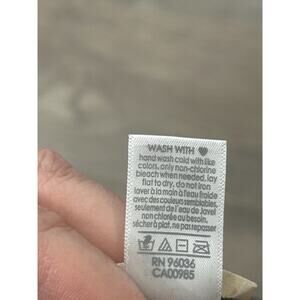 WASH WITH ♥
hand wash cold with like
colors, only non-chlorine
bleach when needed, lay
flat to dry, do not iron
laver à la main à l'eau froide
avec des couleurs semblables.
seulement de l'eau de Javel
non chlorée au besoin,
sécher à plat, ne pas repasser
RN 96036
CA00985